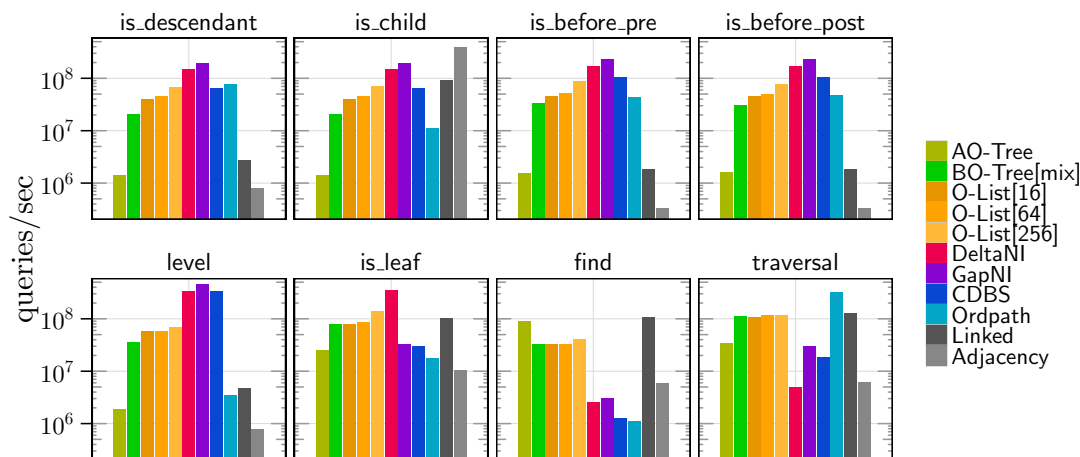 is_descendant
is_child
is_before_pre
is_before_post
10^8
10^7
10^6
queries/sec
level
is_leaf
find
traversal
10^8
10^7
10^6
AO-Tree
BO-Tree[mix]
O-List[16]
O-List[64]
O-List[256]
DeltaNI
GapNI
CDBS
Ordpath
Linked
Adjacency